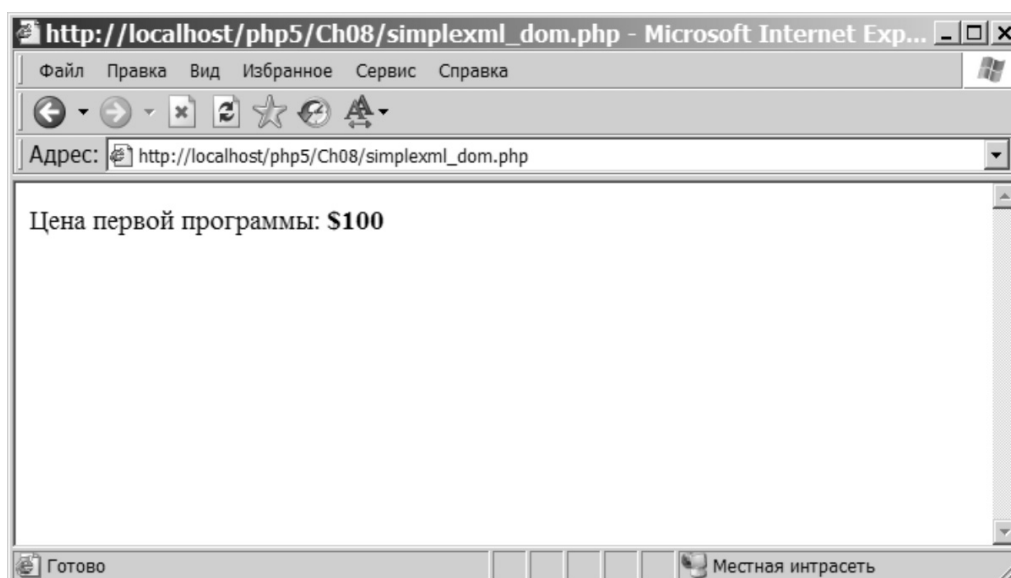 http://localhost/php5/Ch08/simplexml_dom.php - Microsoft Internet Exp...
Файл Правка Вид Избранное Сервис Справка
Адрес: http://localhost/php5/Ch08/simplexml_dom.php
Цена первой программы: $100
Готово Местная интрасеть